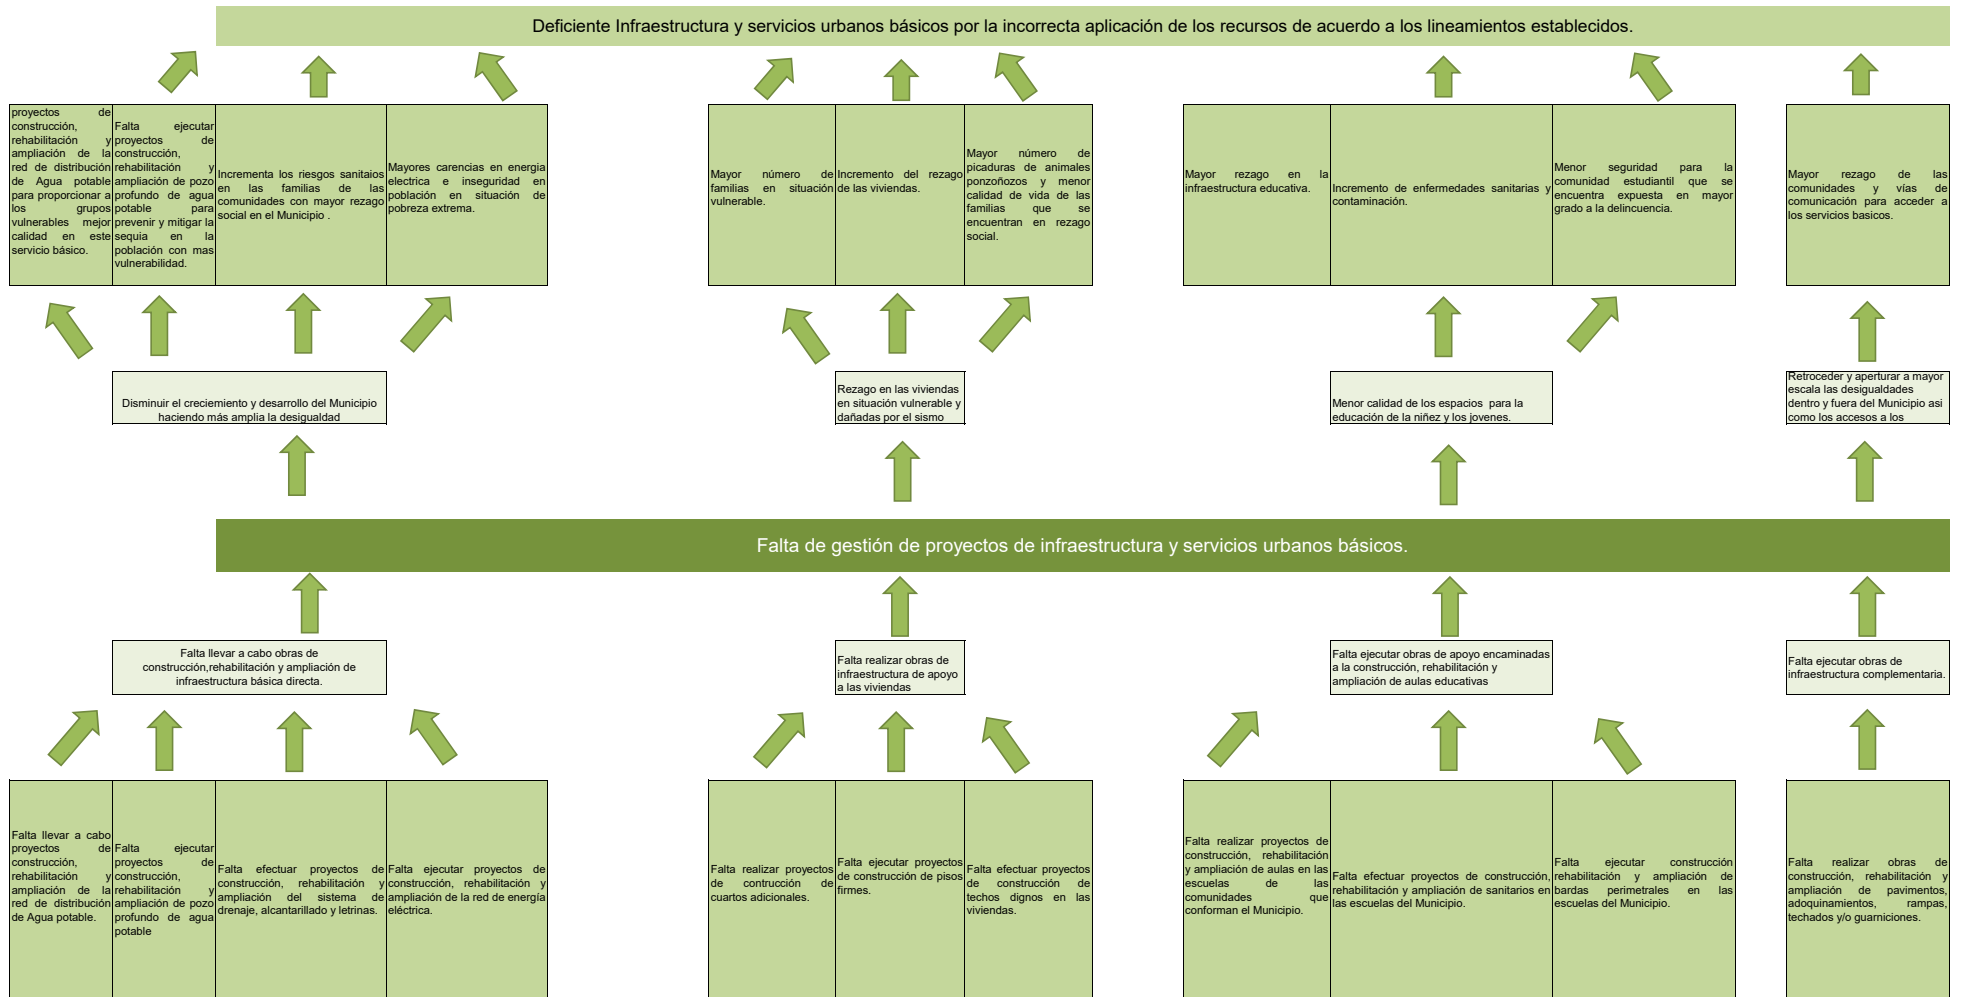 Deficiente Infraestructura y servicios urbanos básicos por la incorrecta aplicación de los recursos de acuerdo a los lineamientos establecidos.
proyectos de
construcción,
rehabilitación y
ampliación de la
red de distribución
de Agua potable
para proporcionar a
los grupos
vulnerables mejor
calidad en este
servicio básico.
Falta ejecutar
proyectos de
construcción,
rehabilitación y
ampliación de pozo
profundo de agua
potable para
prevenir y mitigar la
sequia en la
población con mas
vulnerabilidad.
Incrementa los riesgos sanitaios
en las familias de las
comunidades con mayor rezago
social en el Municipio .
Mayores carencias en energia
electrica e inseguridad en
población en situación de
pobreza extrema.
Mayor número de
familias en situación
vulnerable.
Incremento del rezago
de las viviendas.
Mayor número de
picaduras de animales
ponzoñozos y menor
calidad de vida de las
familias que se
encuentran en rezago
social.
Mayor rezago en la
infraestructura educativa.
Incremento de enfermedades sanitarias y
contaminación.
Menor seguridad para la
comunidad estudiantil que se
encuentra expuesta en mayor
grado a la delincuencia.
Mayor rezago de las
comunidades y vías de
comunicación para acceder a
los servicios basicos.
Disminuir el creciemiento y desarrollo del Municipio
haciendo más amplia la desigualdad
Rezago en las viviendas
en situación vulnerable y
dañadas por el sismo
Menor calidad de los espacios para la
educación de la niñez y los jovenes.
Retroceder y aperturar a mayor
escala las desigualdades
dentro y fuera del Municipio asi
como los accesos a los
Falta de gestión de proyectos de infraestructura y servicios urbanos básicos.
Falta llevar a cabo obras de
construcción,rehabilitación y ampliación de
infraestructura básica directa.
Falta realizar obras de
infraestructura de apoyo
a las viviendas
Falta ejecutar obras de apoyo encaminadas
a la construcción, rehabilitación y
ampliación de aulas educativas
Falta ejecutar obras de
infraestructura complementaria.
Falta llevar a cabo
proyectos de
construcción,
rehabilitación y
ampliación de la
red de distribución
de Agua potable.
Falta ejecutar
proyectos de
construcción,
rehabilitación y
ampliación de pozo
profundo de agua
potable
Falta efectuar proyectos de
construcción, rehabilitación y
ampliación del sistema de
drenaje, alcantarillado y letrinas.
Falta ejecutar proyectos de
construcción, rehabilitación y
ampliación de la red de energía
eléctrica.
Falta realizar proyectos
de contrucción de
cuartos adicionales.
Falta ejecutar proyectos
de construcción de pisos
firmes.
Falta efectuar proyectos
de construcción de
techos dignos en las
viviendas.
Falta realizar proyectos de
construcción, rehabilitación
y ampliación de aulas en las
escuelas de las
comunidades que
conforman el Municipio.
Falta efectuar proyectos de construcción,
rehabilitación y ampliación de sanitarios en
las escuelas del Municipio.
Falta ejecutar construcción
rehabilitación y ampliación de
bardas perimetrales en las
escuelas del Municipio.
Falta realizar obras de
construcción, rehabilitación y
ampliación de pavimentos,
adoquinamientos, rampas,
techados y/o guarniciones.